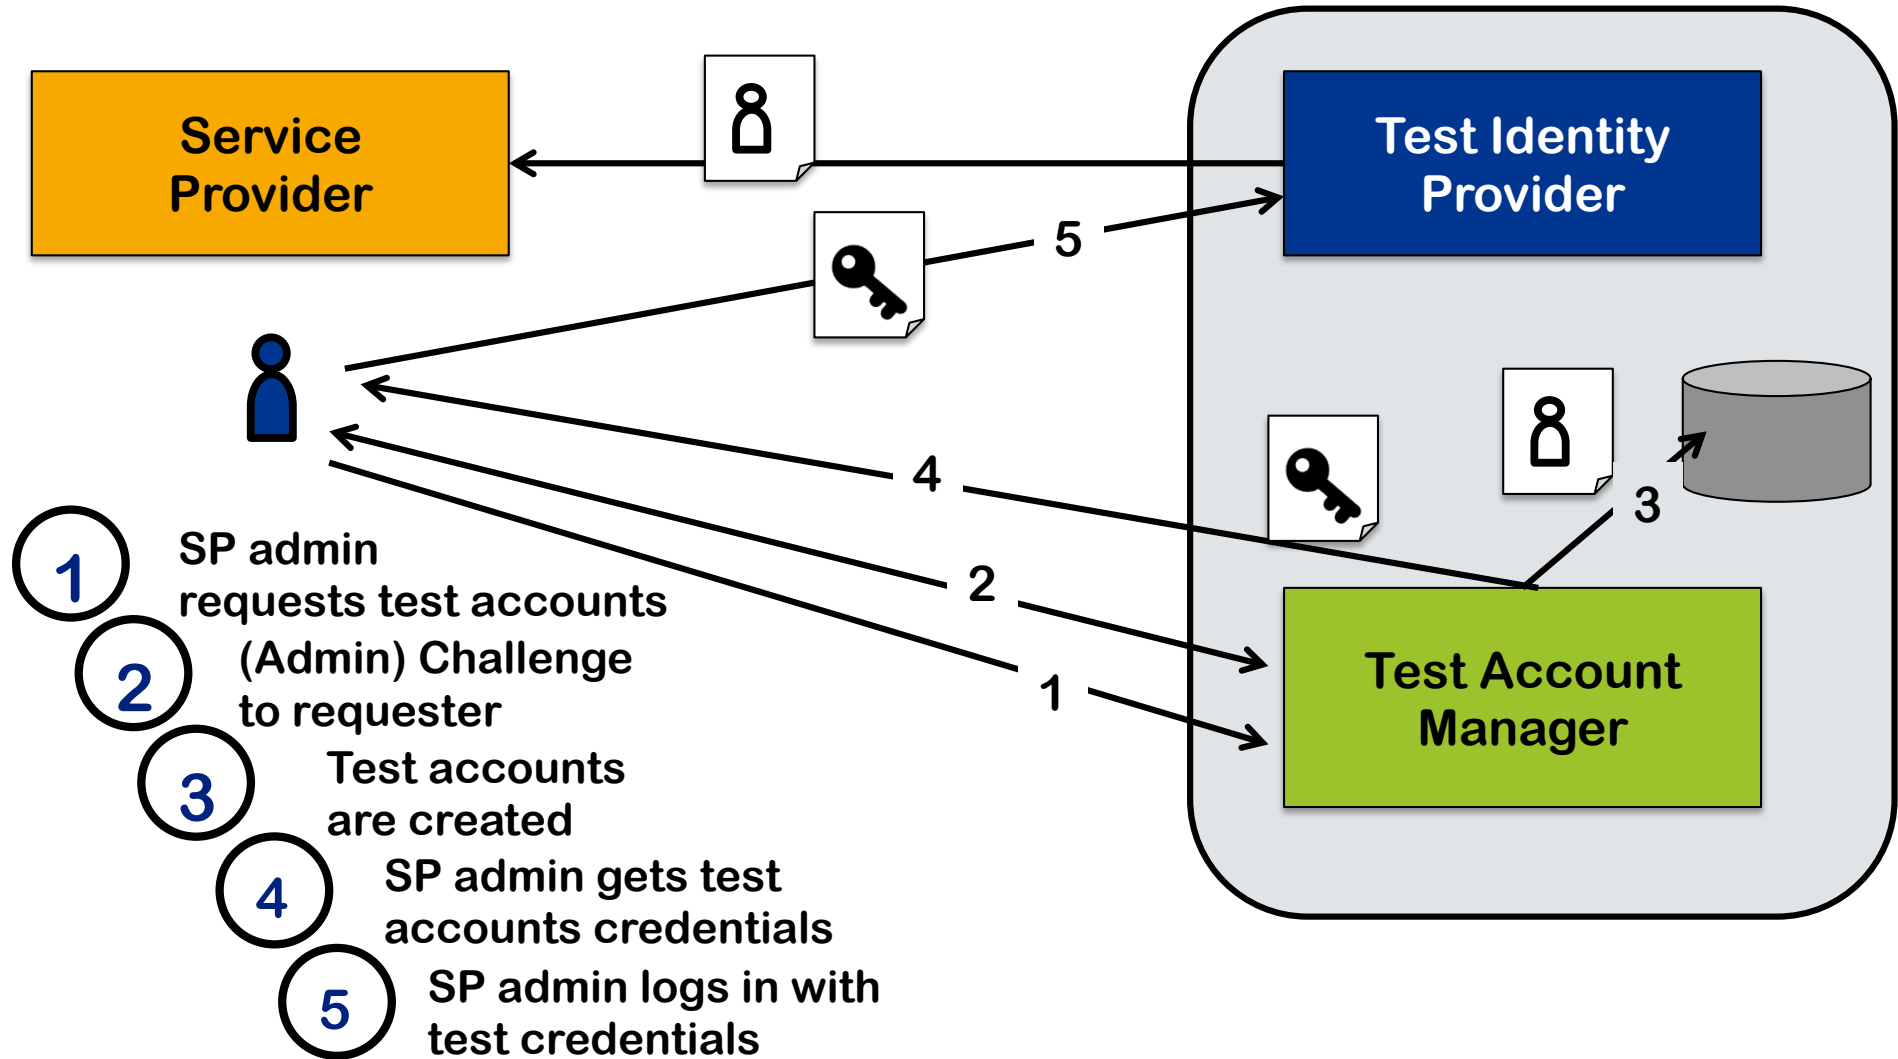 Service
Provider
Test Identity
Provider
5
4
3
2
1
Test Account
Manager
1
SP admin
requests test accounts
2
(Admin) Challenge
to requester
3
Test accounts
are created
4
SP admin gets test
accounts credentials
5
SP admin logs in with
test credentials